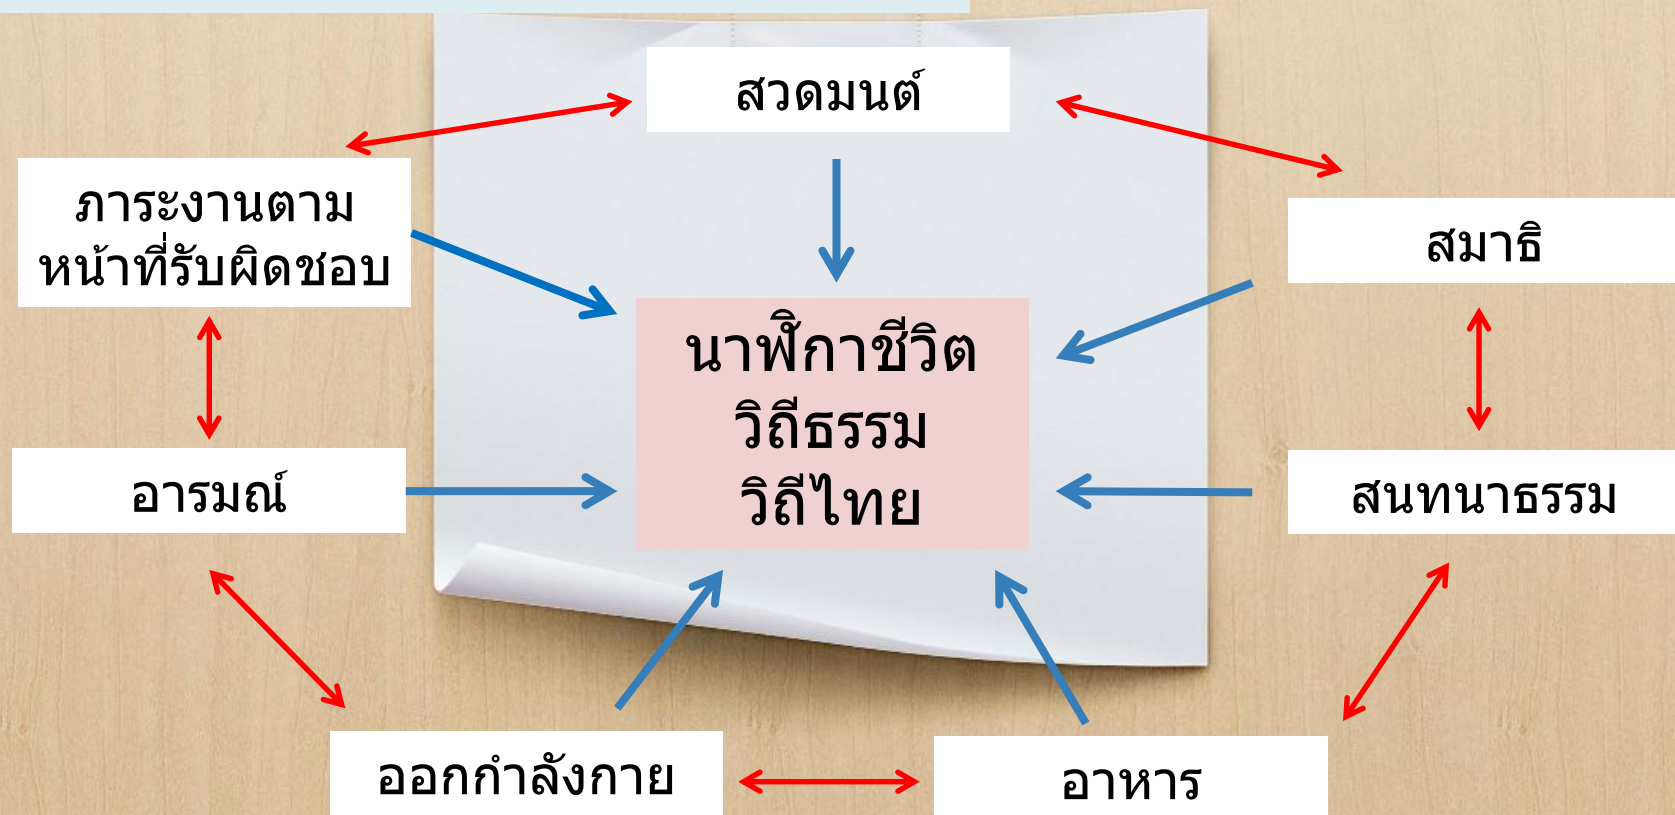 สวดมนต์
ภาระงานตาม
หน้าที่รับผิดชอบ
สมาธิ
นาฬิกาชีวิต
วิถีธรรม
วิถีไทย
อารมณ์
สนทนาธรรม
ออกกำลังกาย
อาหาร